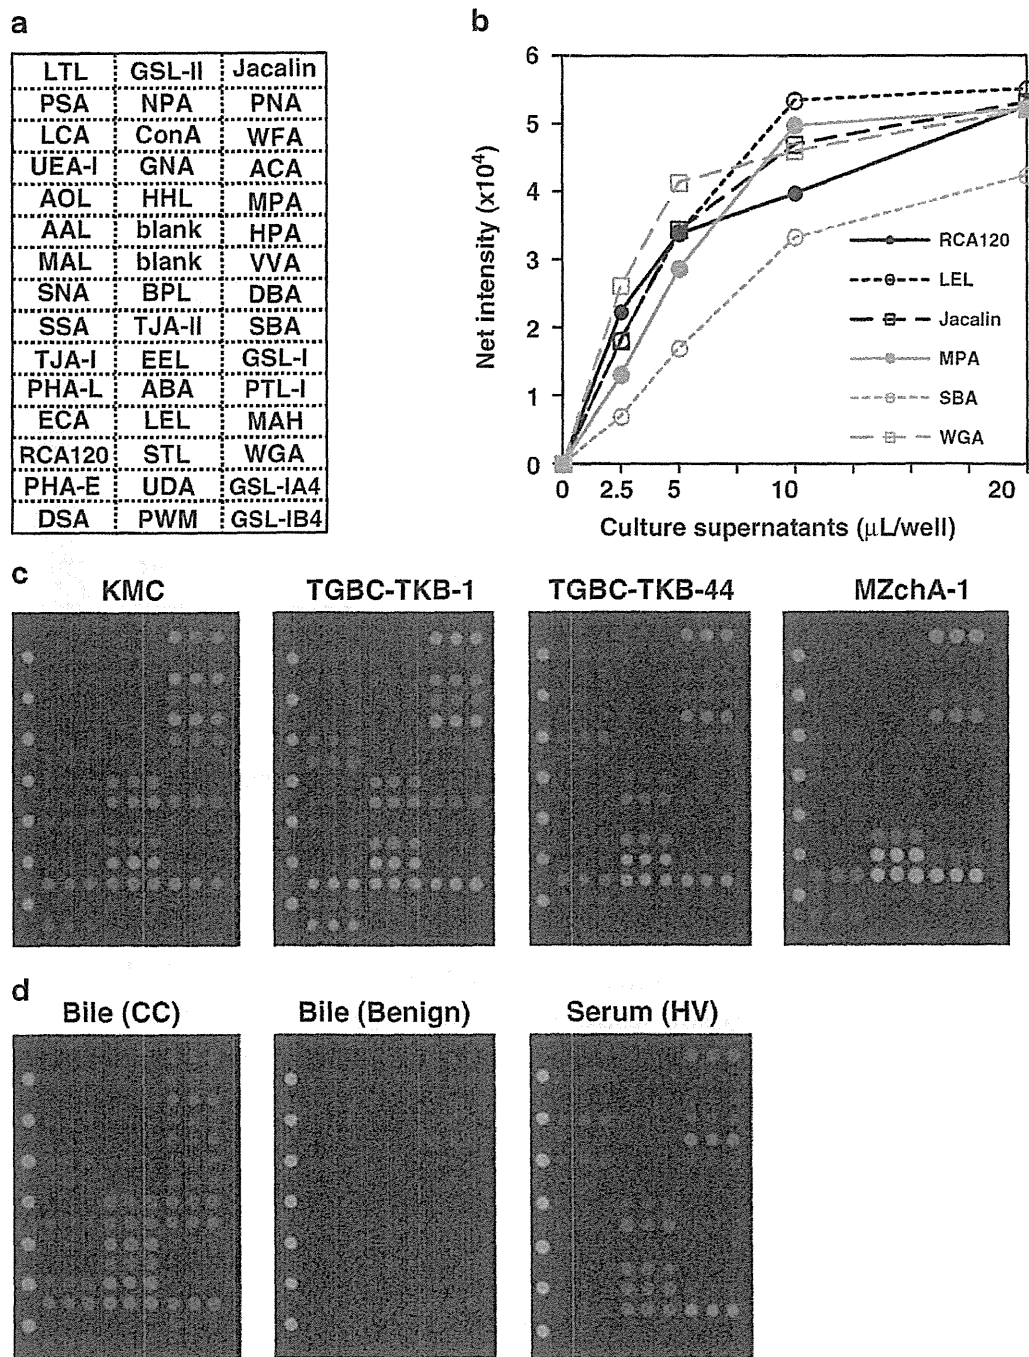 a
LTL GSL-II Jacalin
PSA NPA PNA
LCA ConA WFA
UEA-I GNA ACA
AOL HHL MPA
AAL blank HPA
MAL blank VVA
SNA BPL DBA
SSA TJA-II SBA
TJA-I EEL GSL-I
PHA-L ABA PTL-I
ECA LEL MAH
RCA120 STL WGA
PHA-E UDA GSL-IA4
DSA PWM GSL-IB4
b
Net intensity (x10⁴)
6
5
4
3
2
1
0
0 2.5 5 10 20
Culture supernatants (µL/well)
RCA120
LEL
Jacalin
MPA
SBA
WGA
c
KMC TGBC-TKB-1 TGBC-TKB-44 MZchA-1
d
Bile (CC) Bile (Benign) Serum (HV)